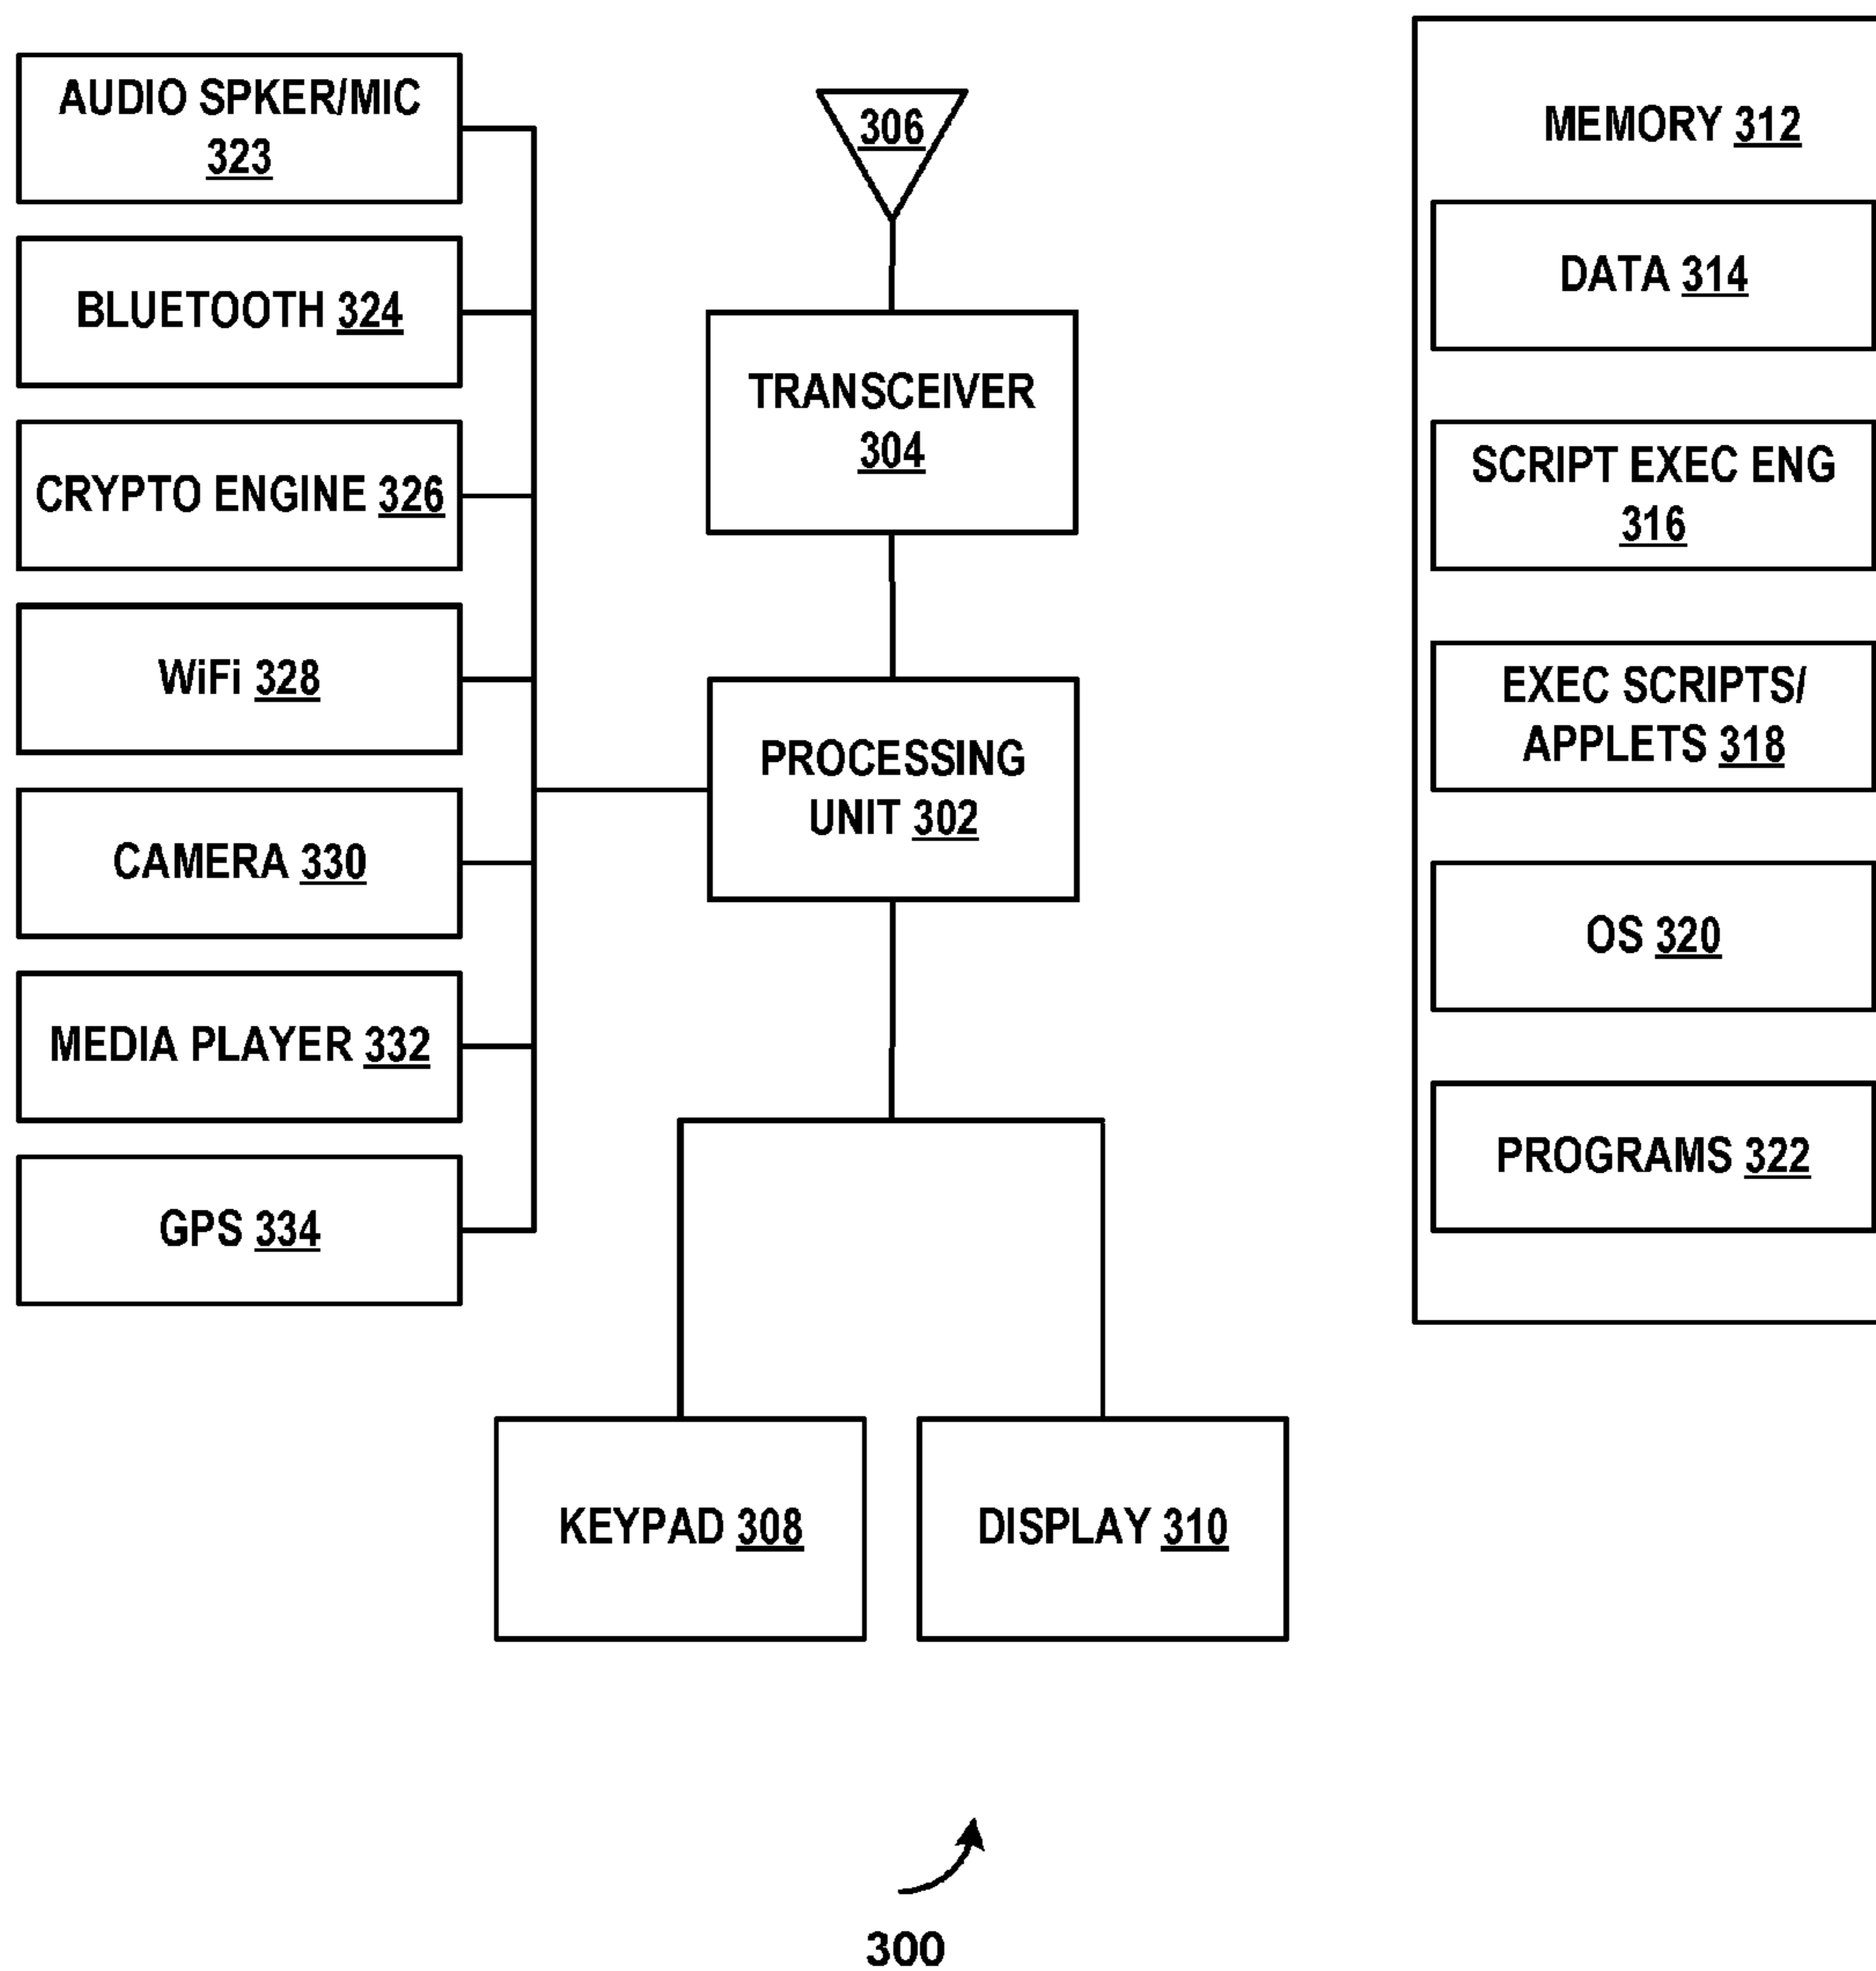 AUDIO SPKER/MIC
323
BLUETOOTH 324
CRYPTO ENGINE 326
WiFi 328
CAMERA 330
MEDIA PLAYER 332
GPS 334
306
TRANSCEIVER
304
PROCESSING
UNIT 302
KEYPAD 308
DISPLAY 310
MEMORY 312
DATA 314
SCRIPT EXEC ENG
316
EXEC SCRIPTS/
APPLETS 318
OS 320
PROGRAMS 322
300